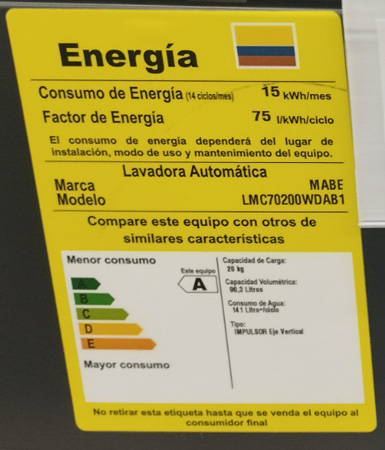 Energía
Consumo de Energía (14 ciclos/mes) 15 kWh/mes
Factor de Energía 75 l/kWh/ciclo
El consumo de energía dependerá del lugar de
instalación, modo de uso y mantenimiento del equipo.
Lavadora Automática
Marca MABE
Modelo LMC70200WDAB1
Compare este equipo con otros de
similares características
Menor consumo
A
B
C
D
E
Mayor consumo
Este equipo
A
Capacidad de Carga:
20 kg
Capacidad Volumétrica:
96,3 Litros
Consumo de Agua:
141 Litros/ciclo
Tipo:
IMPULSOR Eje Vertical
No retirar esta etiqueta hasta que se venda el equipo al
consumidor final